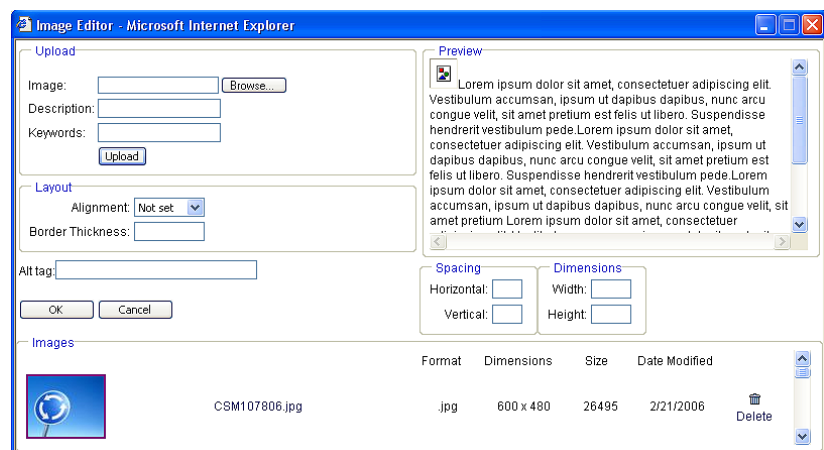 Image Editor - Microsoft Internet Explorer
Upload
Image:
Browse...
Description:
Keywords:
Upload
Layout
Alignment: Not set
Border Thickness:
Alt tag:
OK Cancel
Preview
Lorem ipsum dolor sit amet, consectetuer adipiscing elit.
Vestibulum accumsan, ipsum ut dapibus dapibus, nunc arcu
congue velit, sit amet pretium est felis ut libero. Suspendisse
hendrerit vestibulum pede.Lorem ipsum dolor sit amet,
consectetuer adipiscing elit. Vestibulum accumsan, ipsum ut
dapibus dapibus, nunc arcu congue velit, sit amet pretium est
felis ut libero. Suspendisse hendrerit vestibulum pede.Lorem
ipsum dolor sit amet, consectetuer adipiscing elit. Vestibulum
accumsan, ipsum ut dapibus dapibus, nunc arcu congue velit, sit
amet pretium Lorem ipsum dolor sit amet, consectetuer
Spacing
Horizontal:
Vertical:
Dimensions
Width:
Height:
Images
Format Dimensions Size Date Modified
CSM107806.jpg .jpg 600 x 480 26495 2/21/2006
Delete